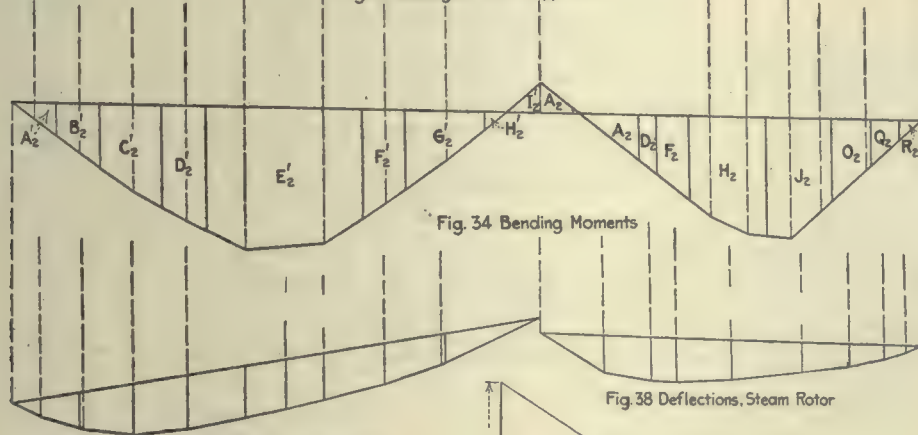 A₂' B₂' C₂' D₂' E₂' F₂' G₂' H₂' I₂' A₂ A₂ D₂ F₂ H₂ J₂ O₂ Q₂ R₂
Fig. 34 Bending Moments
Fig. 38 Deflections, Steam Rotor